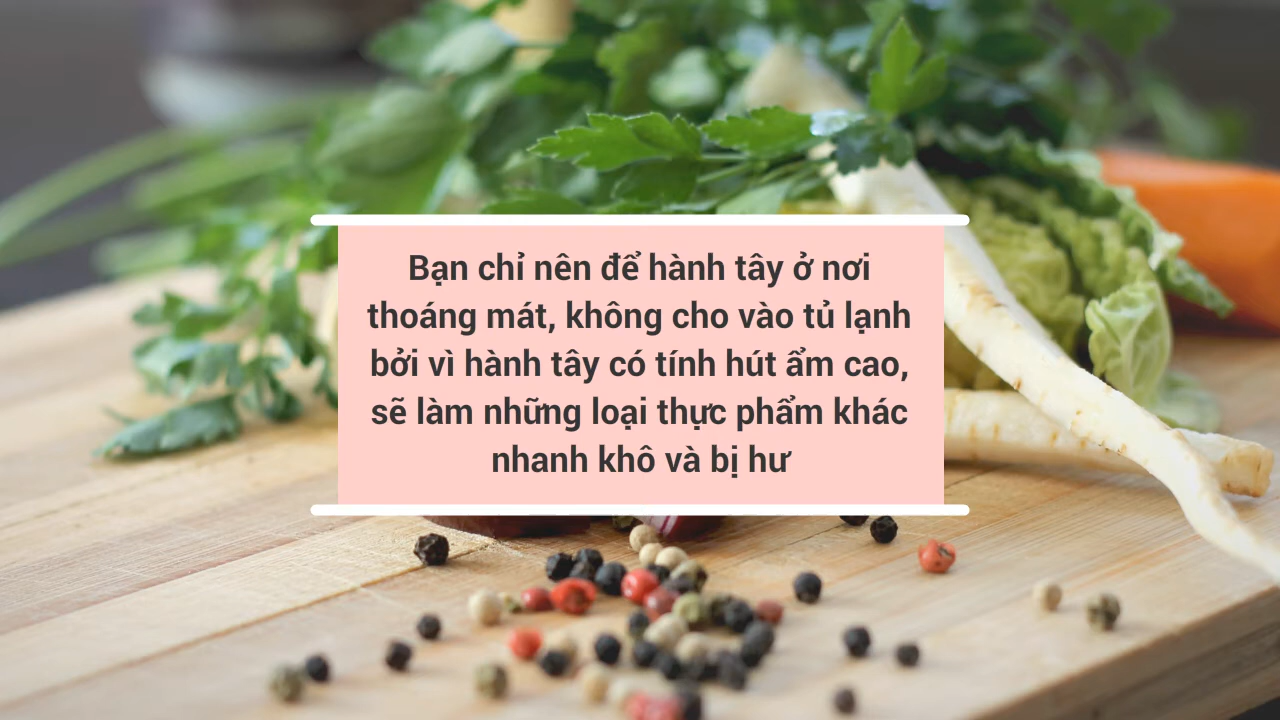 Bạn chỉ nên để hành tây ở nơi
thoáng mát, không cho vào tủ lạnh
bởi vì hành tây có tính hút ẩm cao,
sẽ làm những loại thực phẩm khác
nhanh khô và bị hư